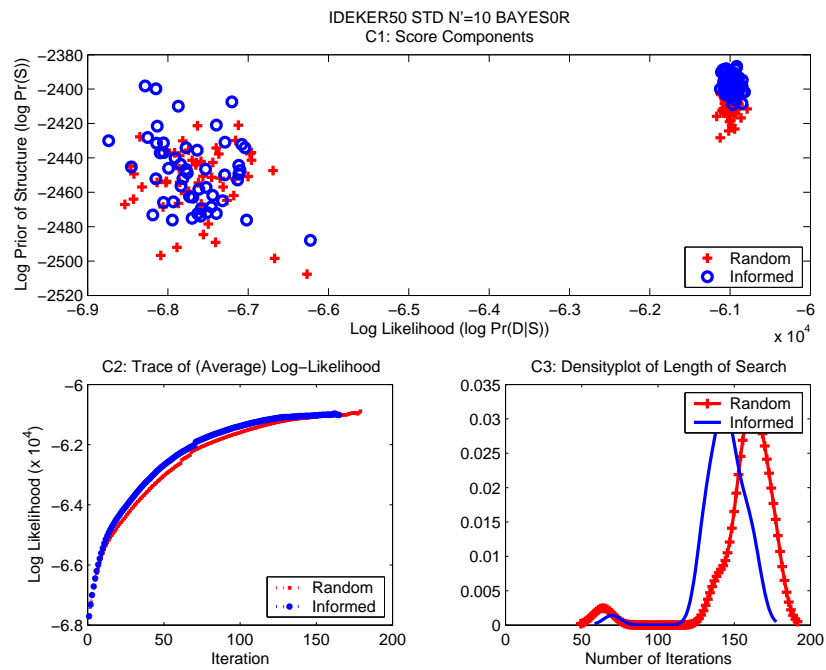 IDEKER50 STD N'=10 BAYES0R
C1: Score Components
−2380
−2400
−2420
−2440
−2460
−2480
−2500
−2520
Log Prior of Structure (log Pr(S))
Random
Informed
−6.9 −6.8 −6.7 −6.6 −6.5 −6.4 −6.3 −6.2 −6.1 −6
Log Likelihood (log Pr(D|S))
x 10^4
C2: Trace of (Average) Log−Likelihood
−6
−6.2
−6.4
−6.6
−6.8
Log Likelihood (x 10^4)
Random
Informed
0 50 100 150 200
Iteration
C3: Densityplot of Length of Search
0.035
0.03
0.025
0.02
0.015
0.01
0.005
0
Random
Informed
0 50 100 150 200
Number of Iterations